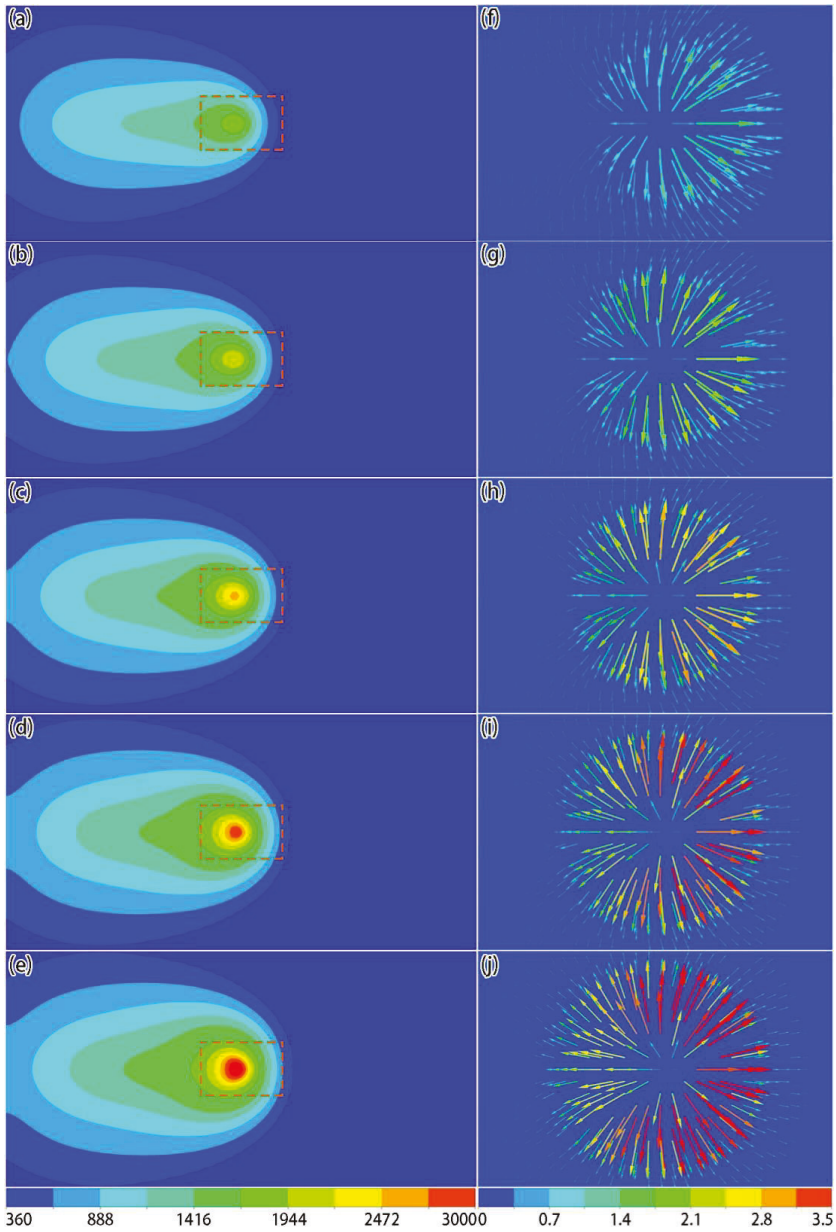 (a) (f)
(b) (g)
(c) (h)
(d) (i)
(e) (j)
360 888 1416 1944 2472 30000 0.7 1.4 2.1 2.8 3.5